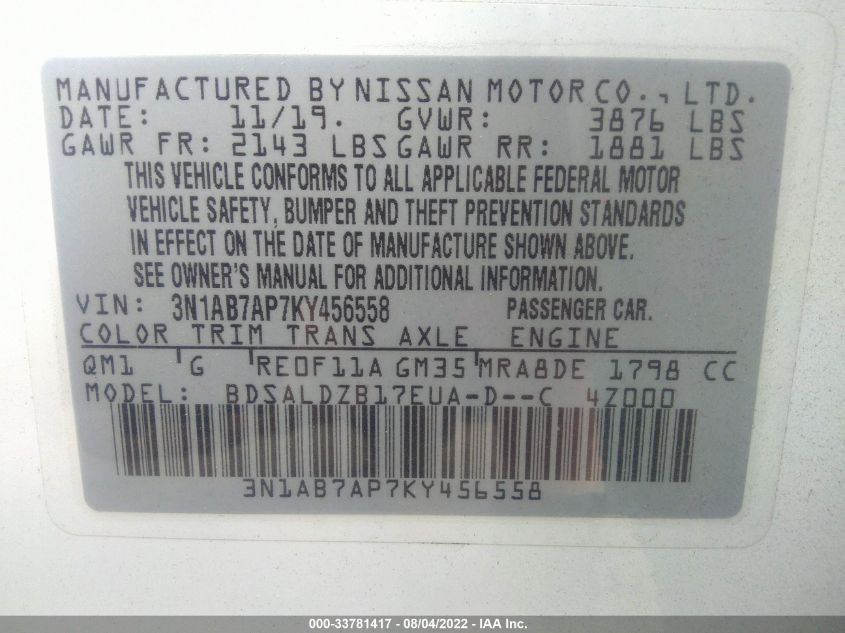 MANUFACTURED BY NISSAN MOTOR CO., LTD.
DATE: 11/19. GVWR: 3876 LBS
GAWR FR: 2143 LBS GAWR RR: 1881 LBS
THIS VEHICLE CONFORMS TO ALL APPLICABLE FEDERAL MOTOR
VEHICLE SAFETY, BUMPER AND THEFT PREVENTION STANDARDS
IN EFFECT ON THE DATE OF MANUFACTURE SHOWN ABOVE.
SEE OWNER'S MANUAL FOR ADDITIONAL INFORMATION.
VIN: 3N1AB7AP7KY456558 PASSENGER CAR.
COLOR TRIM TRANS AXLE ENGINE
QM1 G RE0F11A GM35 MRA8DE 1798 CC
MODEL: BDSALDZB17EUA-D--C 4Z000
3N1AB7AP7KY456558
000-33781417 - 08/04/2022 - IAA Inc.